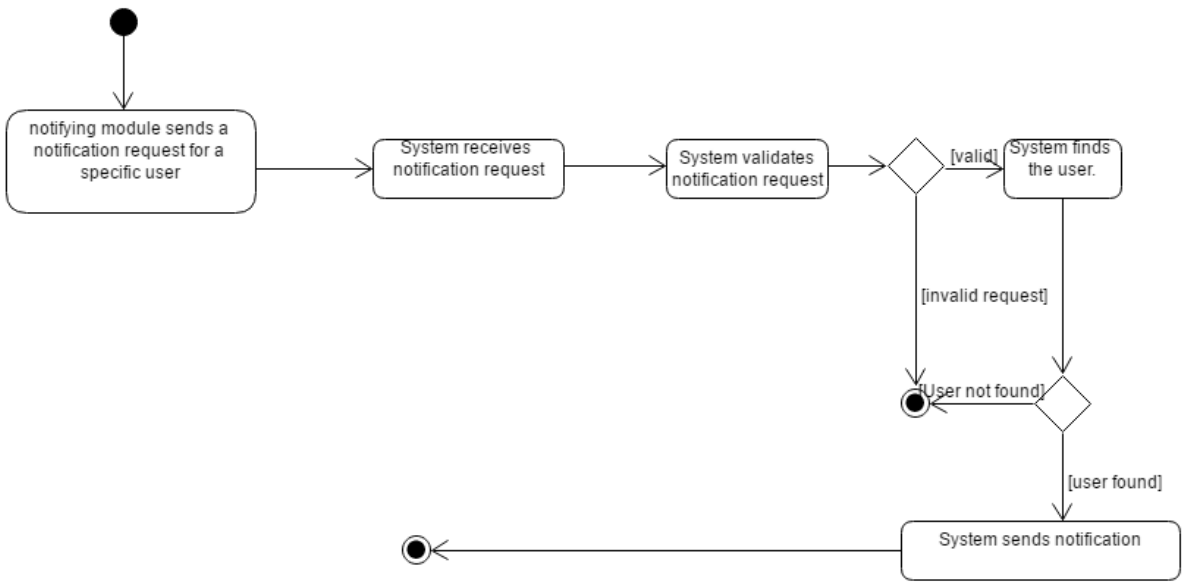 notifying module sends a
notification request for a
specific user
System receives
notification request
System validates
notification request
[valid]
System finds
the user.
[invalid request]
[User not found]
[user found]
System sends notification